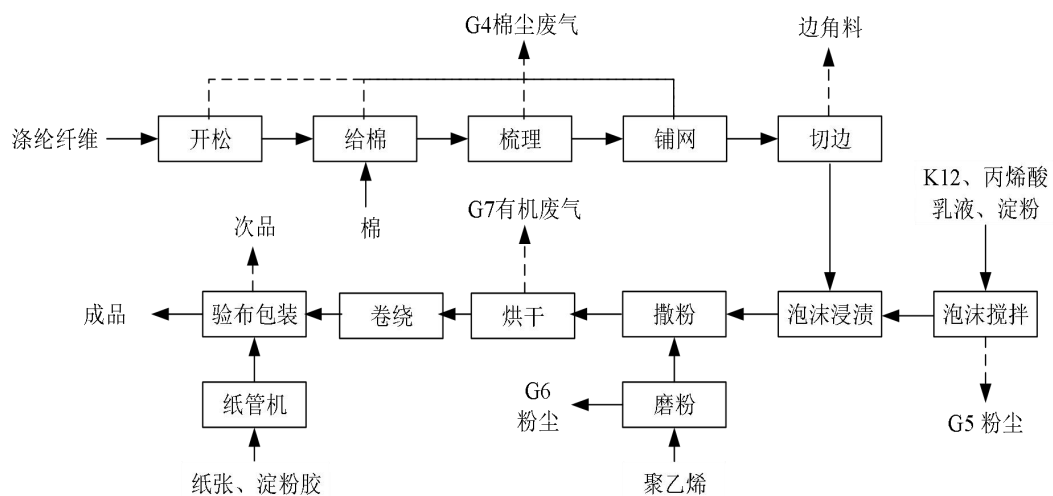 G4棉尘废气
边角料
涤纶纤维
开松
给棉
梳理
铺网
切边
K12、丙烯酸
乳液、淀粉
次品
棉
G7有机废气
成品
验布包装
卷绕
烘干
撒粉
泡沫浸渍
泡沫搅拌
纸管机
G6
粉尘
磨粉
G5 粉尘
纸张、淀粉胶
聚乙烯